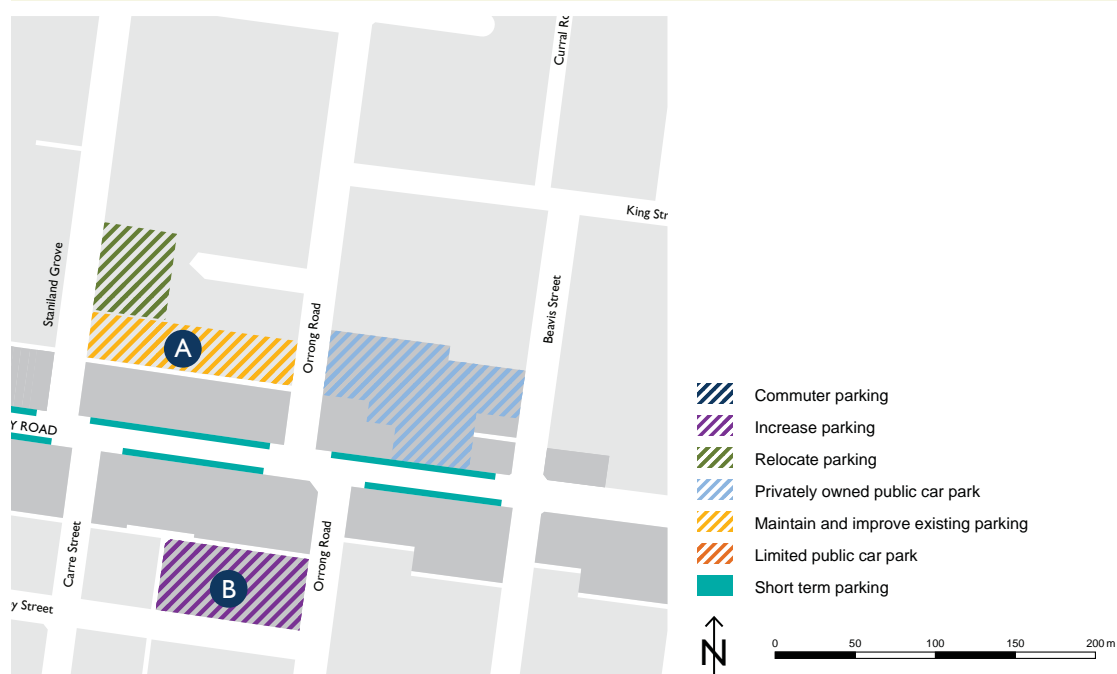 Curral Ro
King Str
Staniland Grove
Beavis Street
Orrong Road
A
Y ROAD
Carre Street
Orrong Road
B
y Street
Commuter parking
Increase parking
Relocate parking
Privately owned public car park
Maintain and improve existing parking
Limited public car park
Short term parking
N
0 50 100 150 200 m